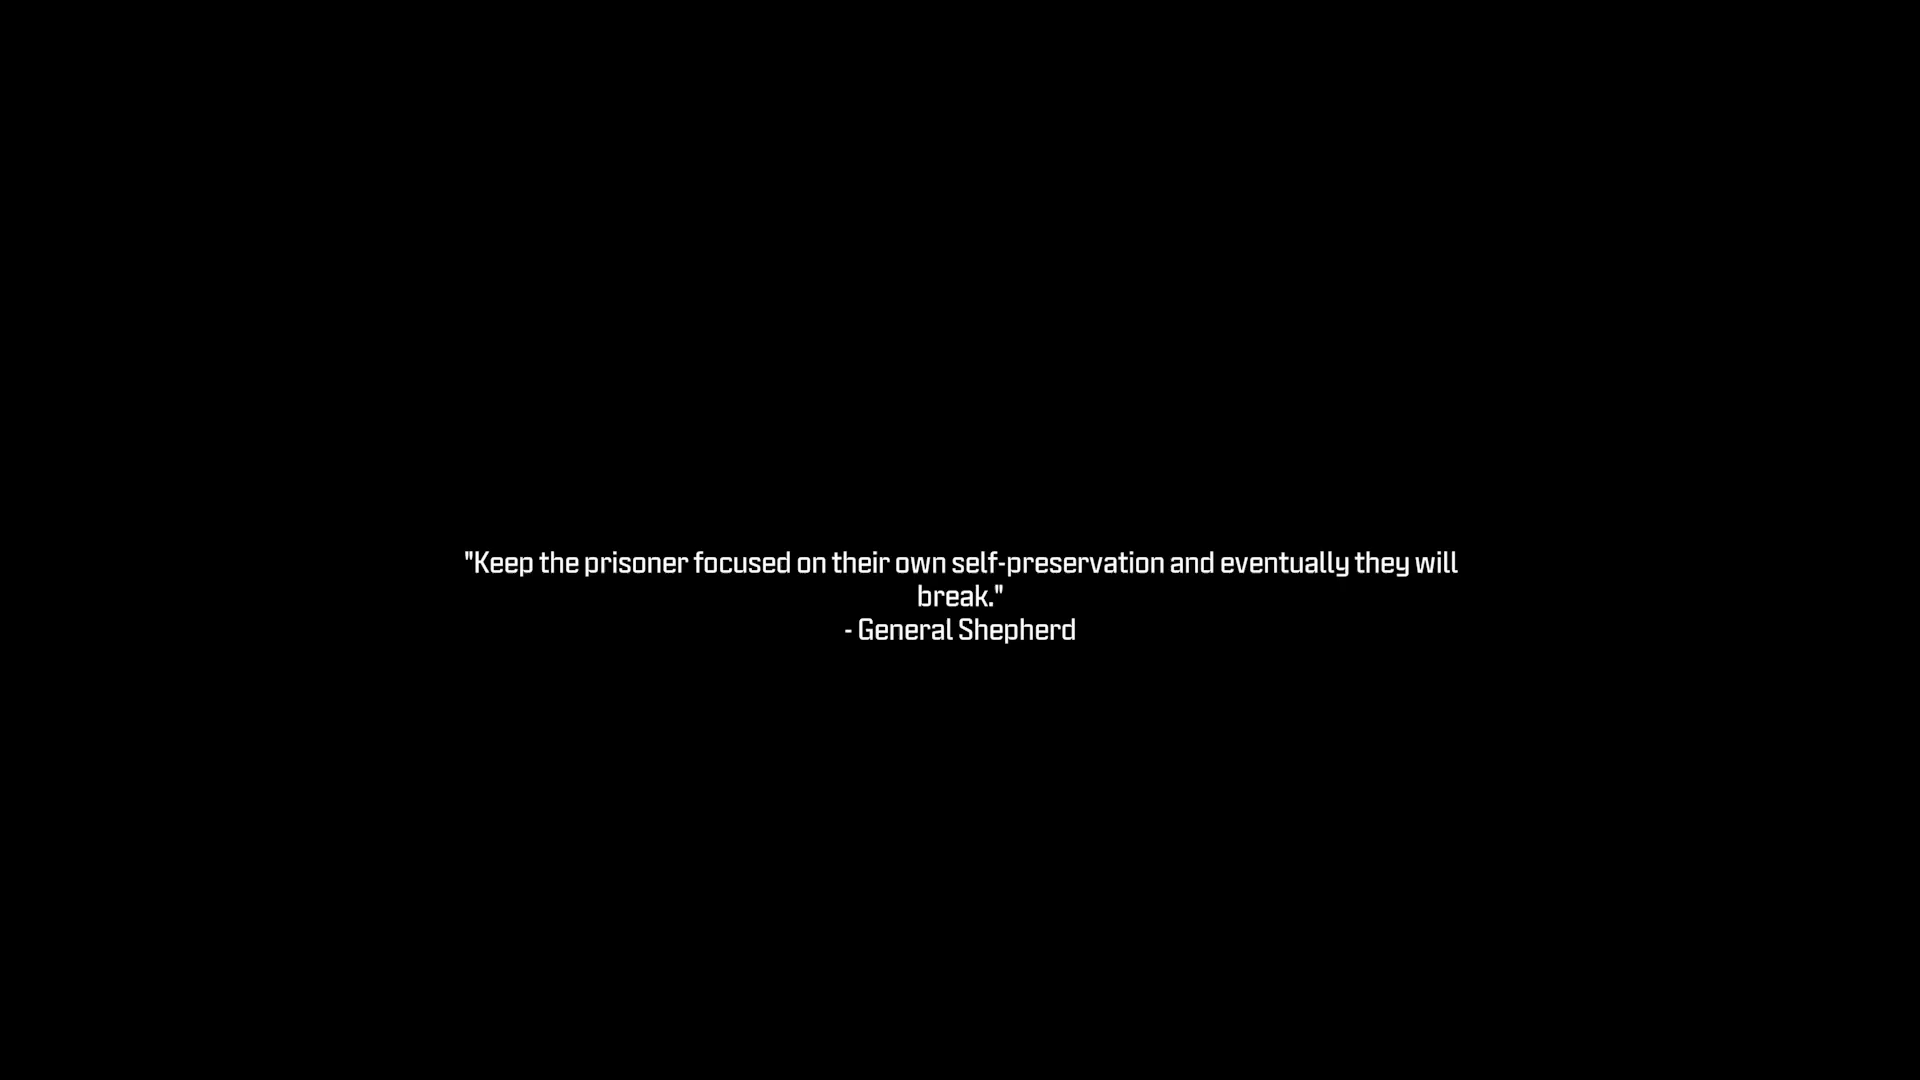 "Keep the prisoner focused on their own self-preservation and eventually they will
break."
- General Shepherd